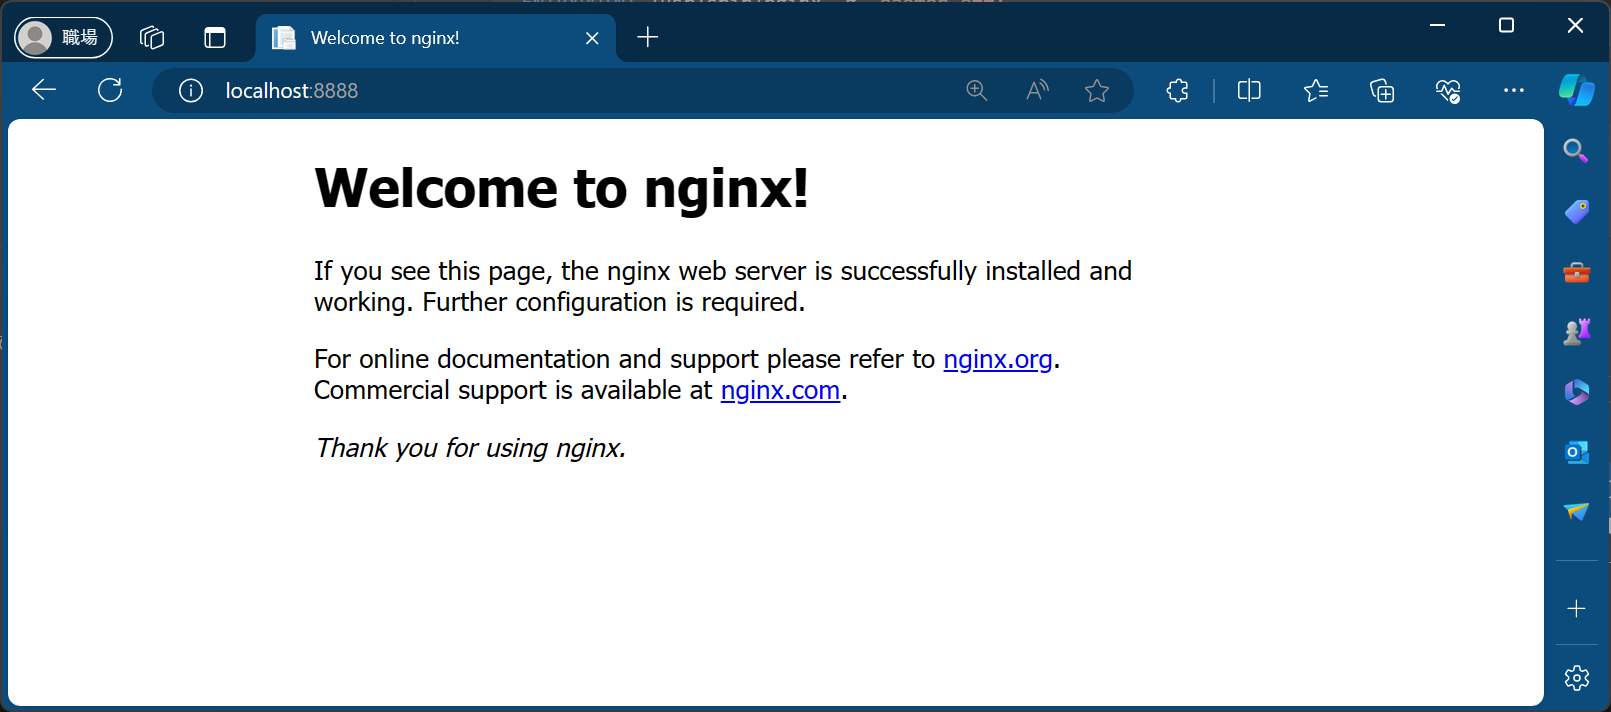 職場
Welcome to nginx!
localhost:8888
Welcome to nginx!
If you see this page, the nginx web server is successfully installed and
working. Further configuration is required.
For online documentation and support please refer to nginx.org.
Commercial support is available at nginx.com.
Thank you for using nginx.